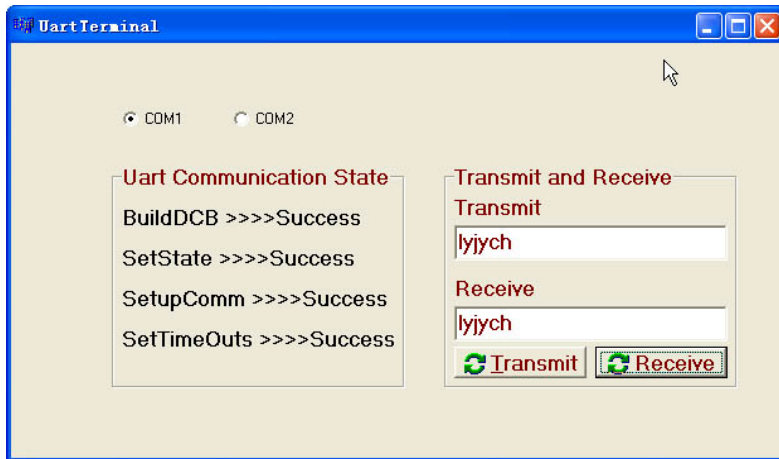 UartTerminal
COM1 COM2
Uart Communication State
BuildDCB >>>>Success
SetState >>>>Success
SetupComm >>>>Success
SetTimeOuts >>>>Success
Transmit and Receive
Transmit
lyjych
Receive
lyjych
Transmit Receive